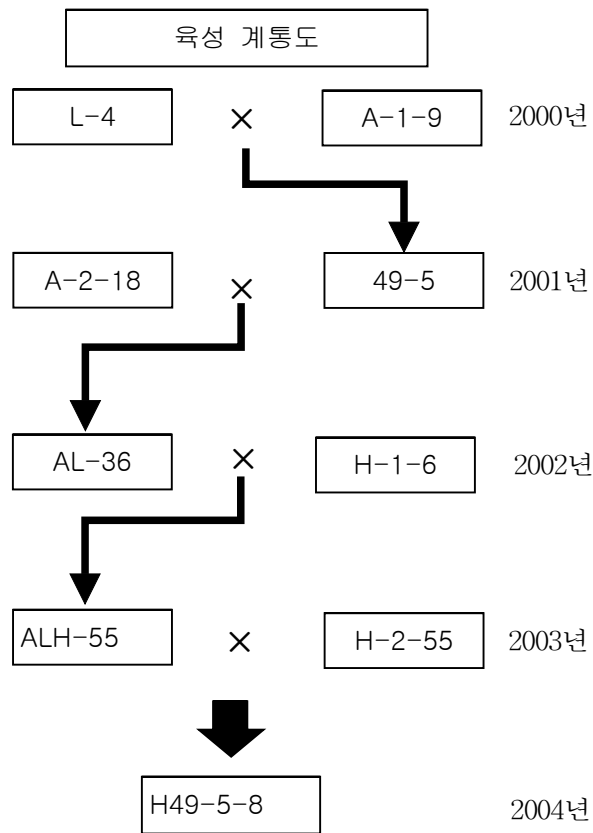 육성 계통도
L-4 × A-1-9 2000년
A-2-18 × 49-5 2001년
AL-36 × H-1-6 2002년
ALH-55 × H-2-55 2003년
H49-5-8 2004년